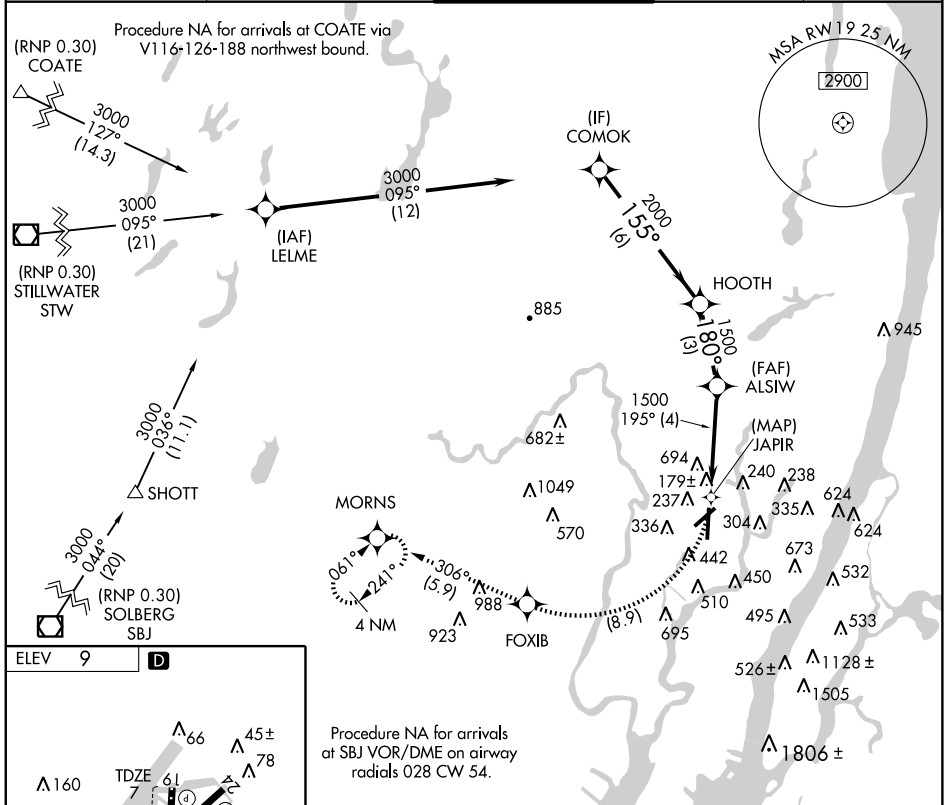 Procedure NA for arrivals at COATE via
V116-126-188 northwest bound.
(RNP 0.30)
COATE
3000
127°
(14.3)
MSA RW19 25 NM
2900
(IF)
COMOK
3000
095°
(12)
2000
155°
(6)
3000
095°
(21)
(IAF)
LELME
(RNP 0.30)
STILLWATER
STW
HOOTH
885
1500
180°
(3)
945
(FAF)
ALSIW
1500
195° (4)
(MAP)
JAPIR
3000
036°
(11.1)
682±
694
179±
240
238
SHOTT
1049
237
335
624
MORNS
570
336
304
624
3000
044°
(20)
061°
241°
306°
(5.9)
442
673
988
510
450
532
(RNP 0.30)
SOLBERG
SBJ
4 NM
923
FOXIB
(8.9)
695
495
533
526±
1128±
1505
1806±
ELEV 9
D
66
45±
78
160
TDZE
7
19
24
P
Procedure NA for arrivals
at SBJ VOR/DME on airway
radials 028 CW 54.